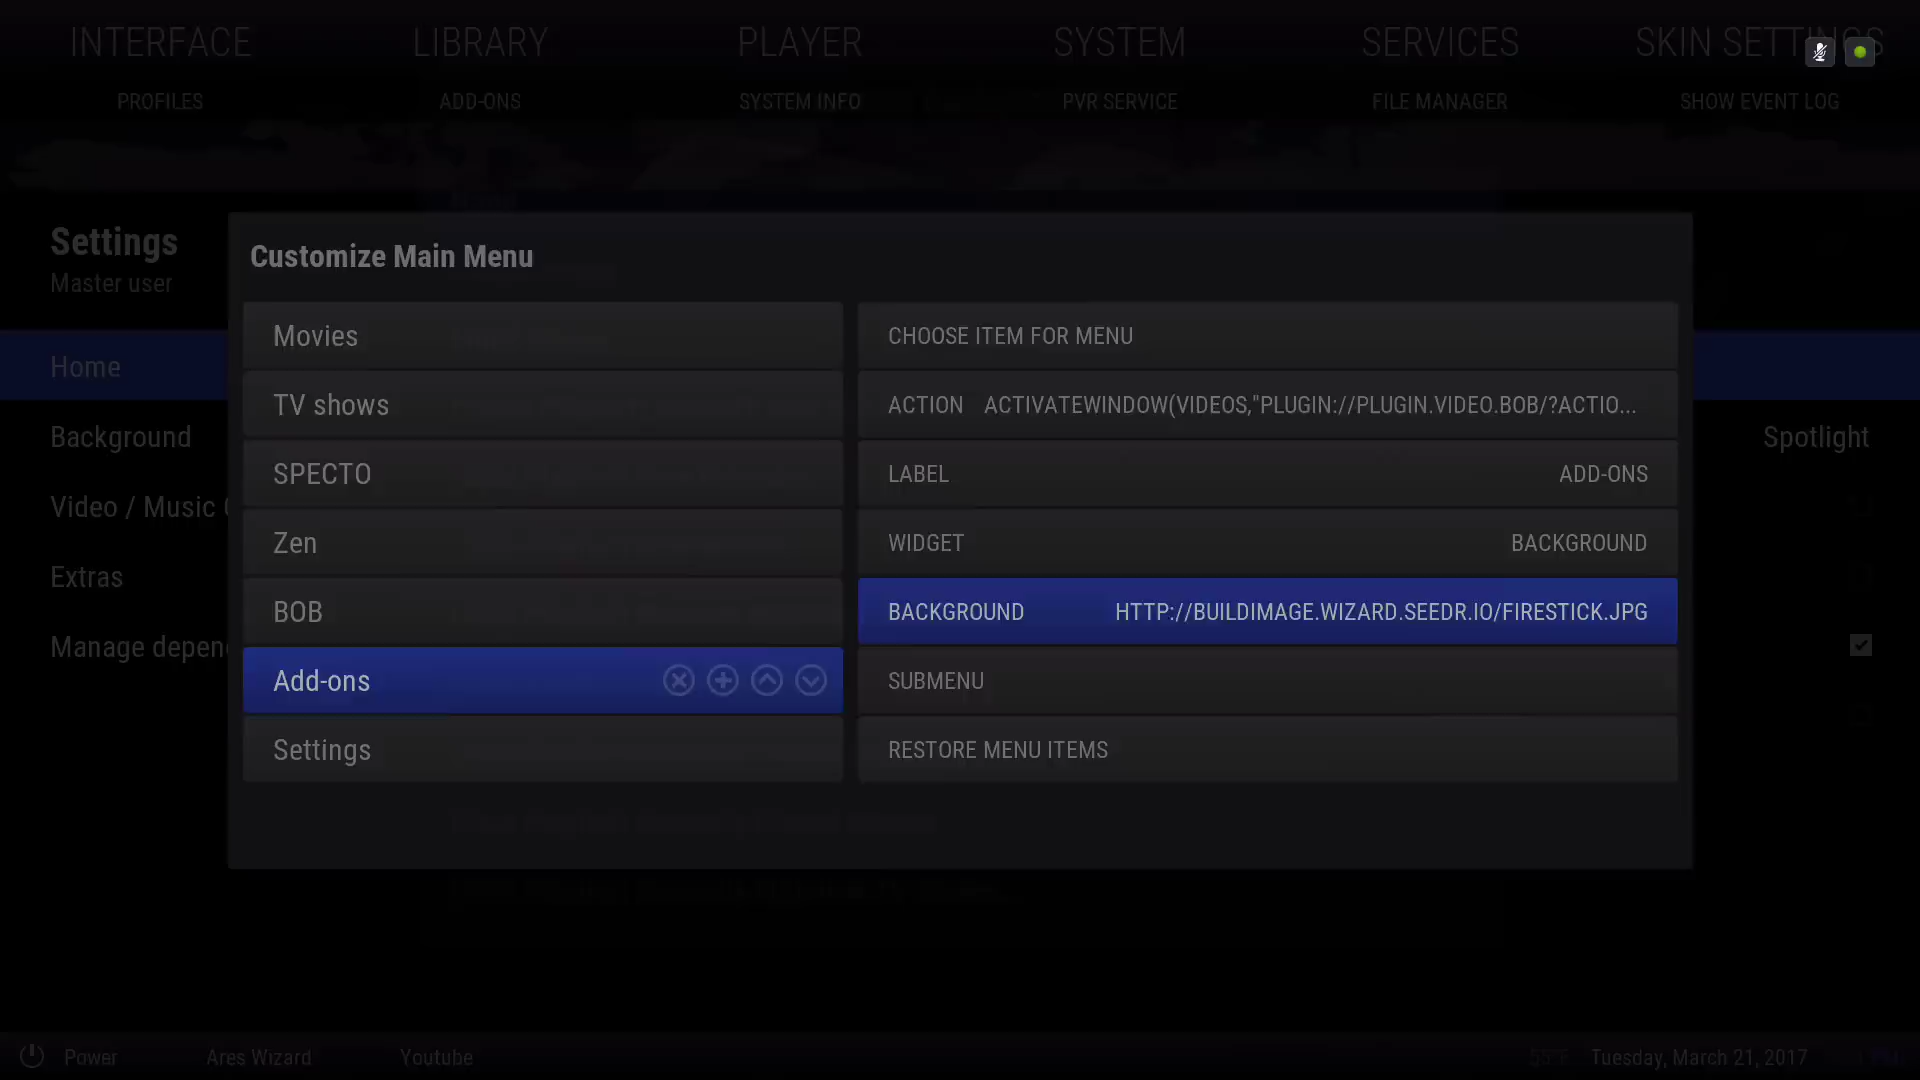 INTERFACE LIBRARY PLAYER SYSTEM SERVICES SKIN SETTINGS
PROFILES ADD-ONS SYSTEM INFO PVR SERVICE FILE MANAGER SHOW EVENT LOG
Settings
Master user
Customize Main Menu
Movies CHOOSE ITEM FOR MENU
Home
TV shows ACTION ACTIVATEWINDOW(VIDEOS,"PLUGIN://PLUGIN.VIDEO.BOB/?ACTIO...
Background Spotlight
SPECTO LABEL ADD-ONS
Video / Music
Zen WIDGET BACKGROUND
Extras
BOB BACKGROUND HTTP://BUILDIMAGE.WIZARD.SEEDR.IO/FIRESTICK.JPG
Manage depen
Add-ons SUBMENU
Settings RESTORE MENU ITEMS
Power Ares Wizard Youtube Tuesday, March 21, 2017